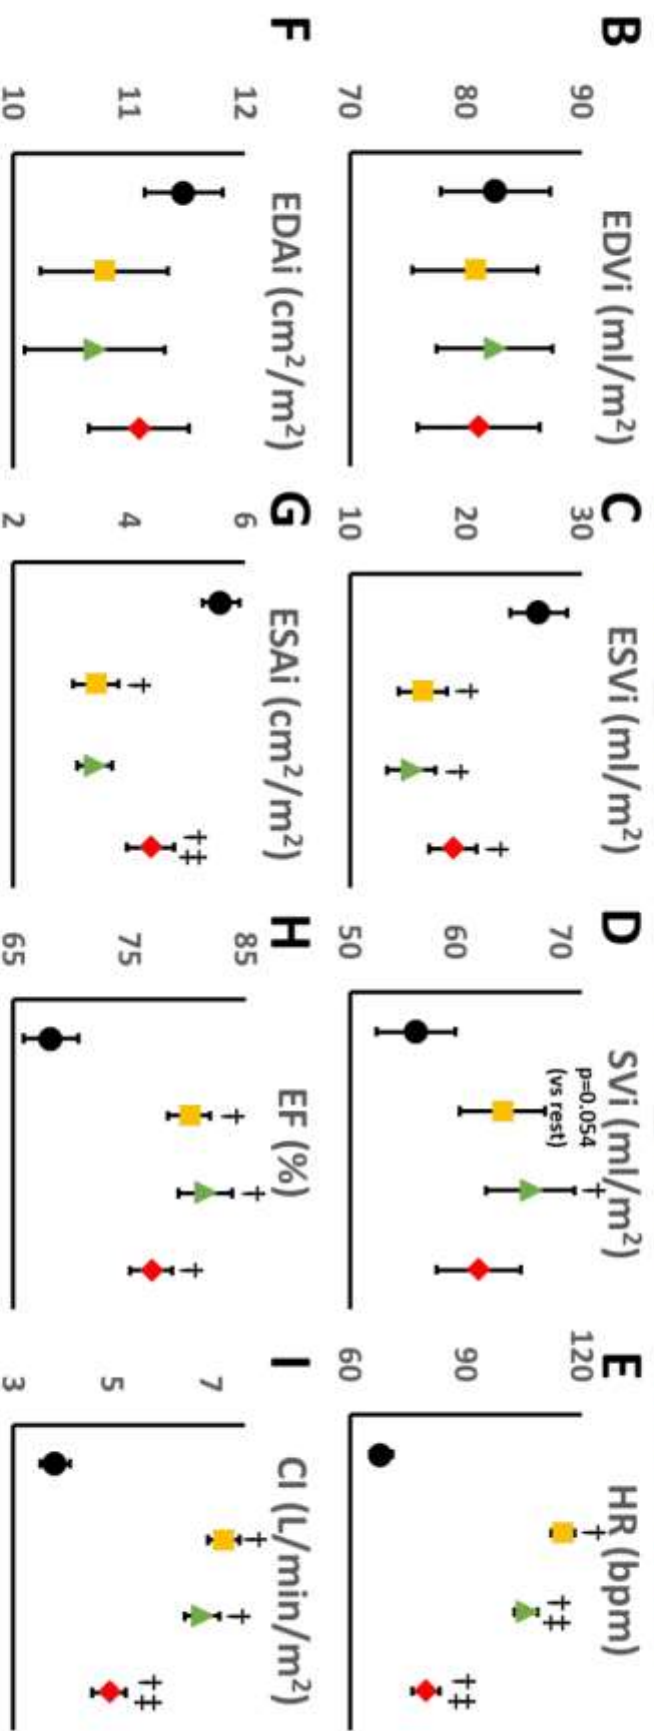 B
EDVi (ml/m²)
90
80
70
C
ESVi (ml/m²)
30
20
10
†
†
†
D
SVi (ml/m²)
70
60
50
p=0.054
(vs rest)
†
E
HR (bpm)
120
90
60
†
†‡
†‡
F
EDAi (cm²/m²)
12
11
10
G
ESAi (cm²/m²)
6
4
2
†
†‡
H
EF (%)
85
75
65
†
†
†
I
CI (L/min/m²)
7
5
3
†
†
†‡